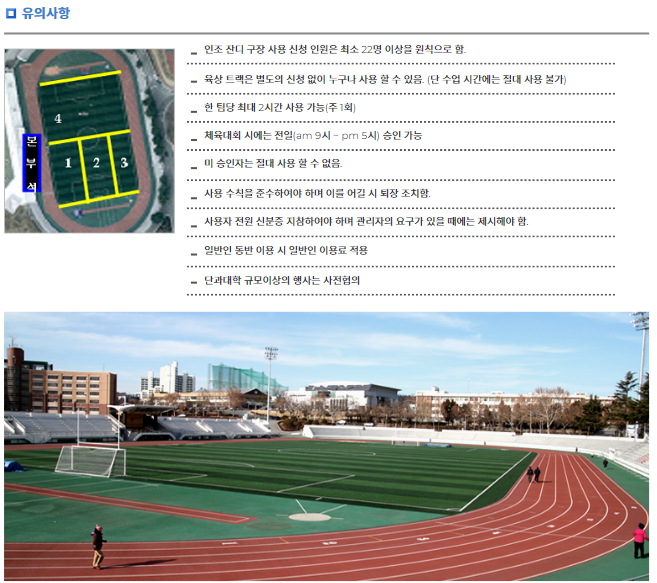 유의사항
인조 잔디 구장 사용 신청 인원은 최소 22명 이상을 원칙으로 함.
육상 트랙은 별도의 신청 없이 누구나 사용 할 수 있음. (단 수업 시간에는 절대 사용 불가)
한 팀당 최대 2시간 사용 가능(주 1회)
체육대회 시에는 전일(am 9시 ~ pm 5시) 승인 가능
미 승인자는 절대 사용 할 수 없음.
사용 수칙을 준수하여야 하며 이를 어길 시 퇴장 조치함.
사용자 전원 신분증 지참하여야 하며 관리자의 요구가 있을 때에는 제시해야 함.
일반인 동반 이용 시 일반인 이용료 적용
단과대학 규모이상의 행사는 사전협의
4
본부석
1 2 3